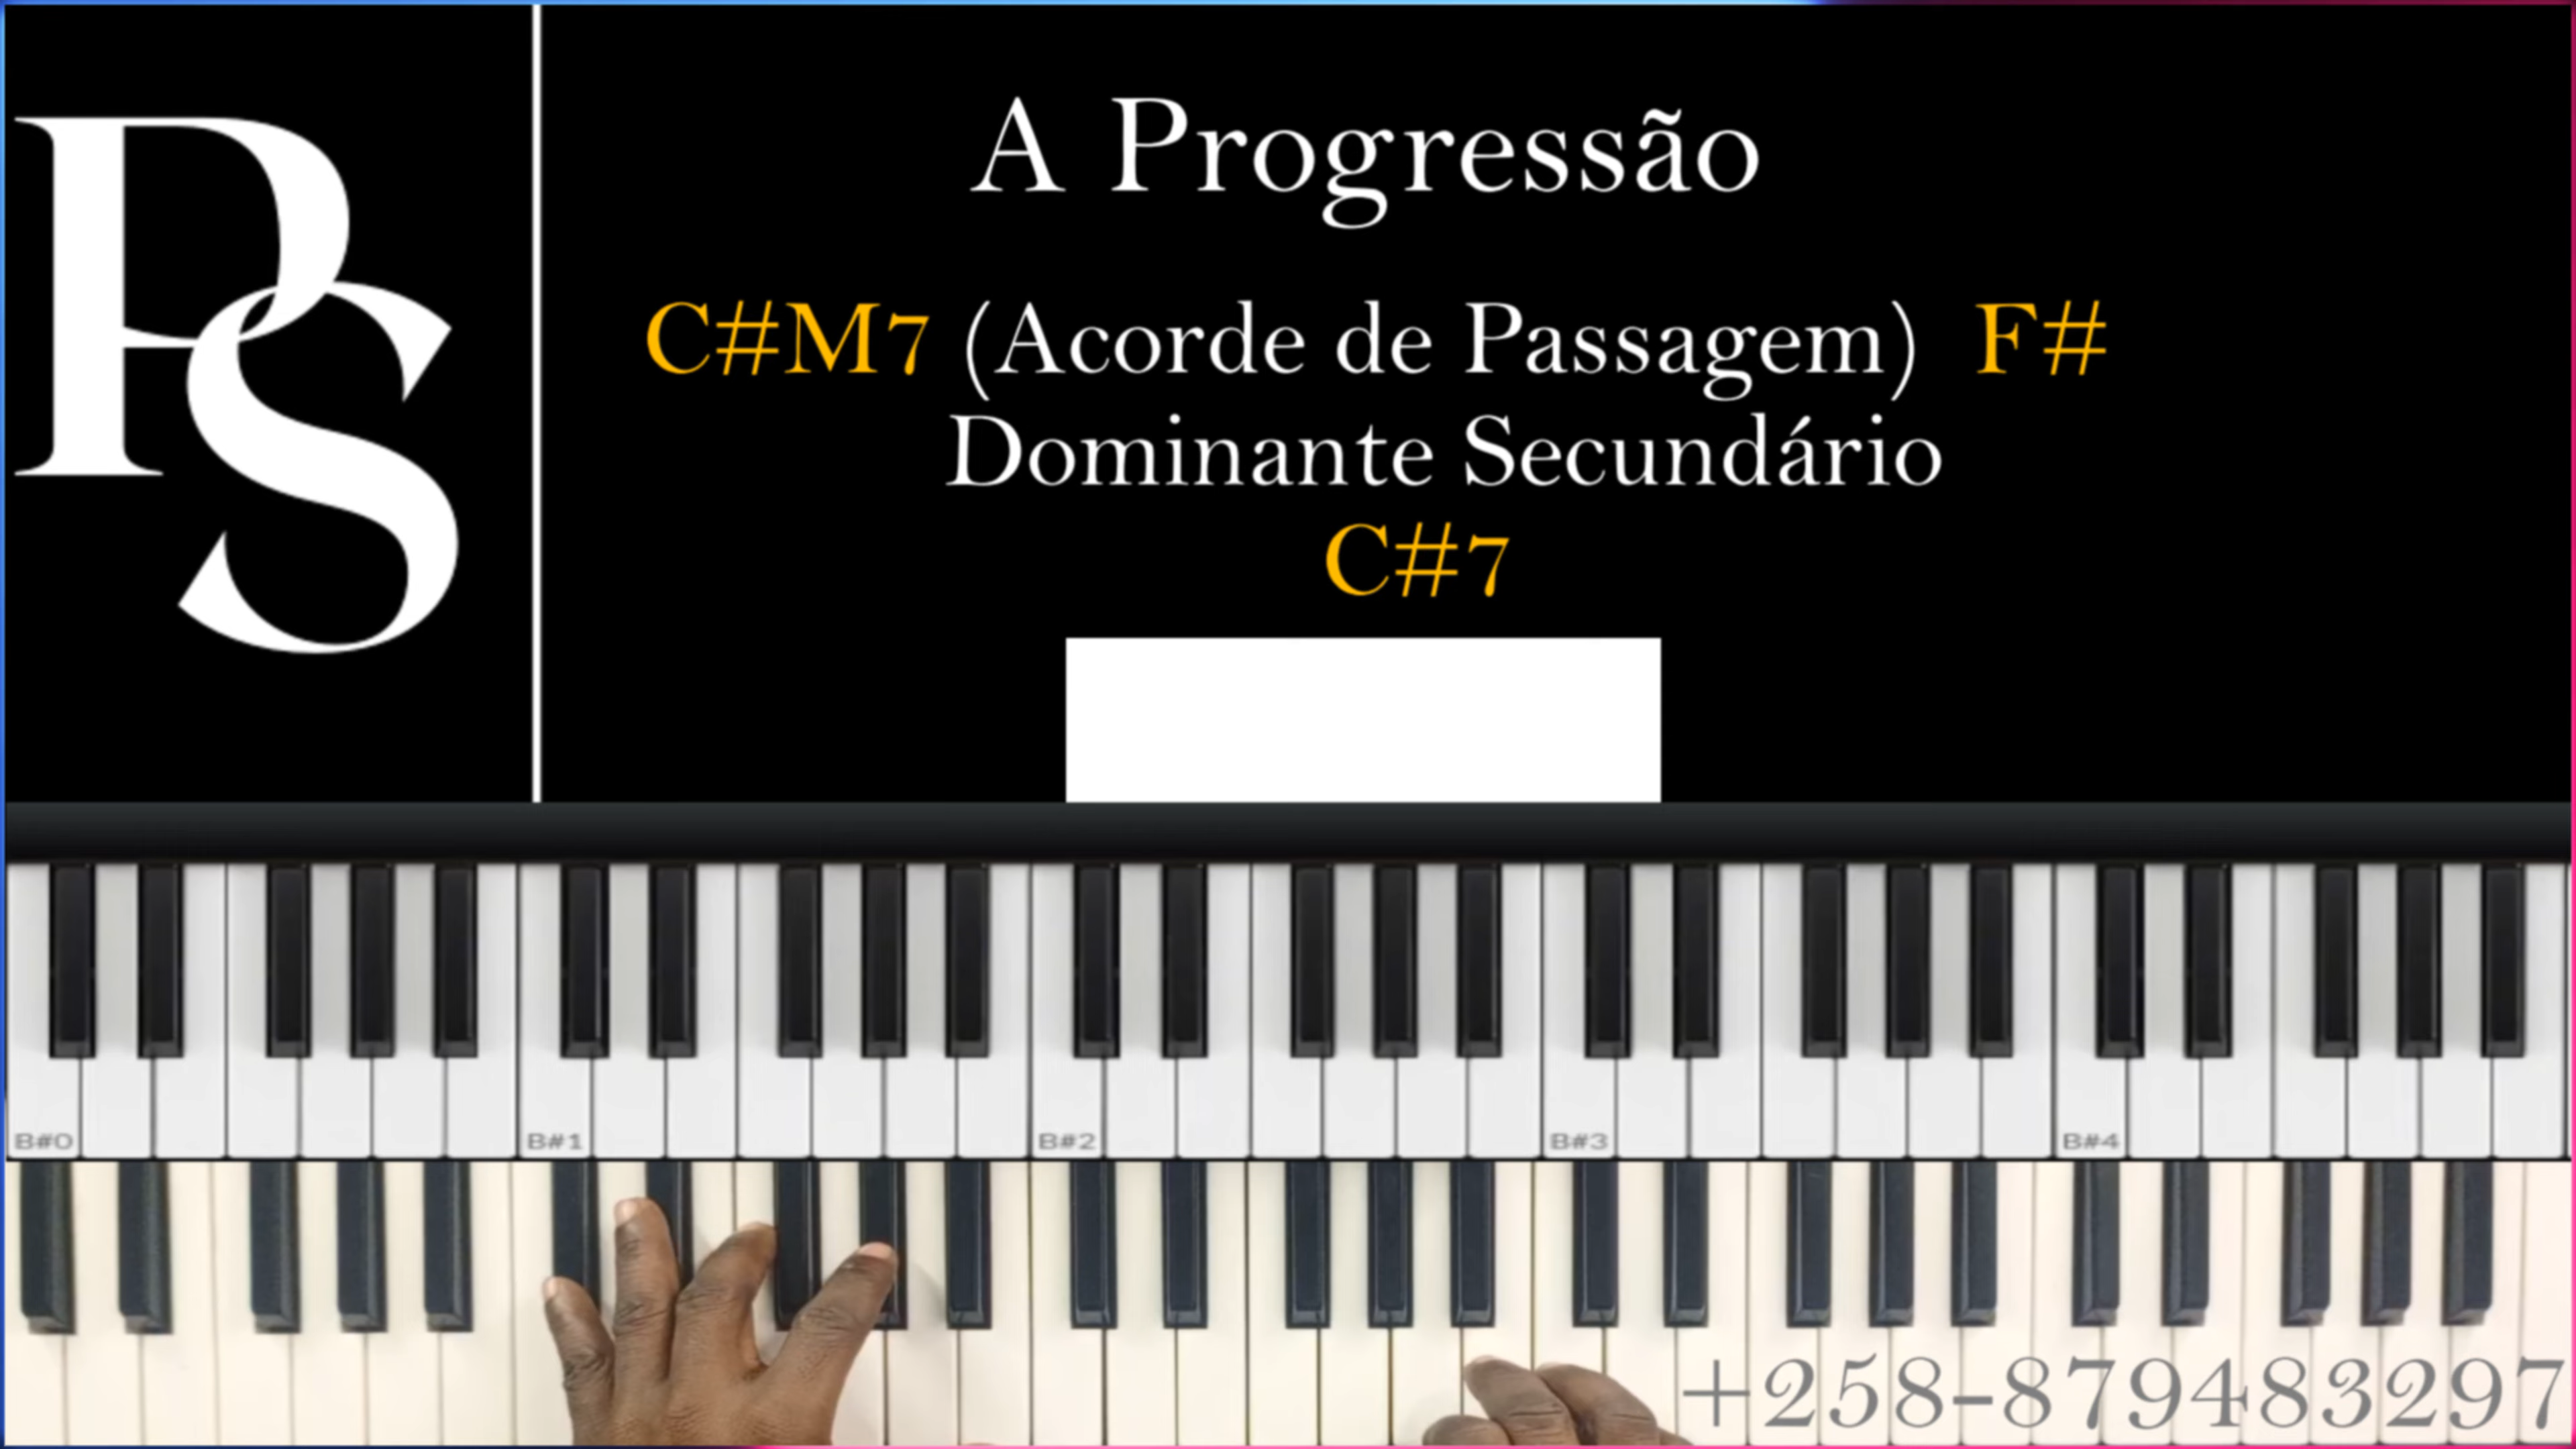 PS
A Progressão
C#M7 (Acorde de Passagem) F#
Dominante Secundário
C#7
B#0 B#1 B#2 B#3 B#4
+258-879483297